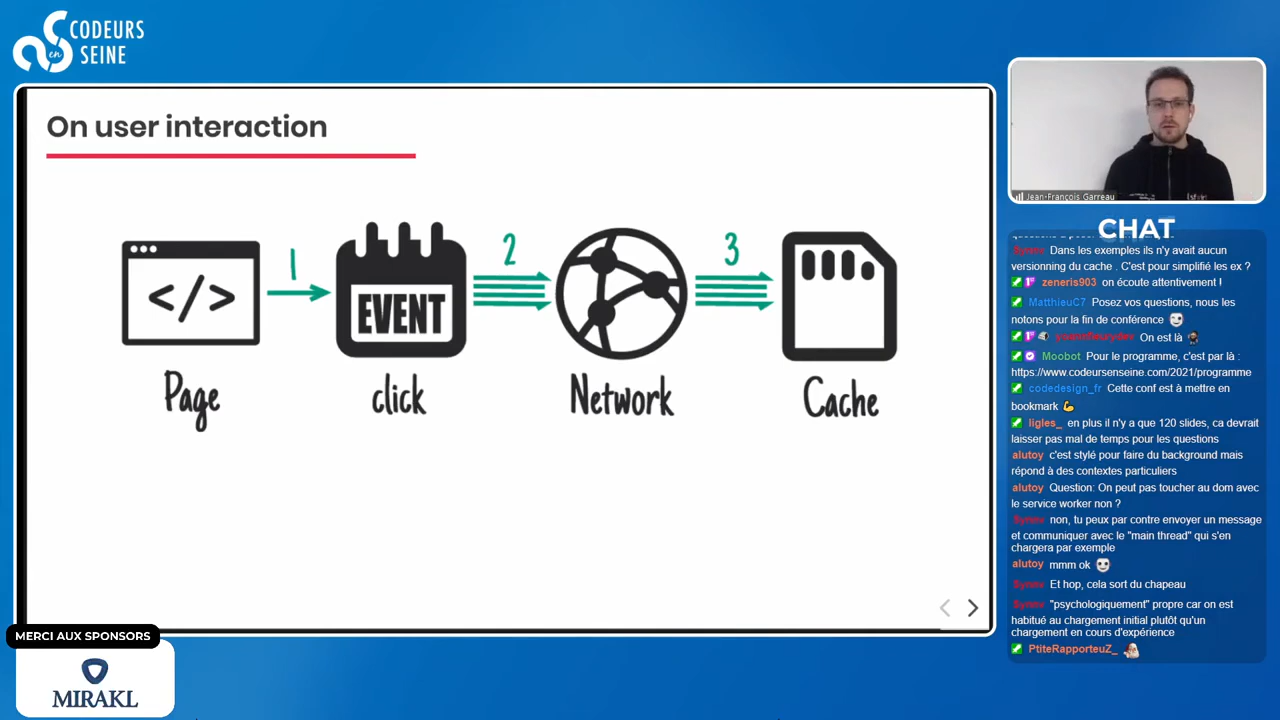 CODEURS
en
SEINE
On user interaction
1
2
3
</>
EVENT
Page
click
Network
Cache
Jean-François Garreau
CHAT
Dans les exemples ils n'y avait aucun
versionning du cache . C'est pour simplifié les ex ?
zeneris903 on écoute attentivement !
MatthieuC7 Posez vos questions, nous les
notons pour la fin de conférence
On est là
Moobot Pour le programme, c'est par là :
https://www.codeursenseine.com/2021/programme
codedesign_fr Cette conf est à mettre en
bookmark 💪
ligles_ en plus il n'y a que 120 slides, ca devrait
laisser pas mal de temps pour les questions
alutoy c'est stylé pour faire du background mais
répond à des contextes particuliers
alutoy Question: On peut pas toucher au dom avec
le service worker non ?
non, tu peux par contre envoyer un message
et communiquer avec le "main thread" qui s'en
chargera par exemple
alutoy mmm ok
Et hop, cela sort du chapeau
"psychologiquement" propre car on est
habitué au chargement initial plutôt qu'un
chargement en cours d'expérience
PtiteRapporteuZ_
MERCI AUX SPONSORS
MIRAKL